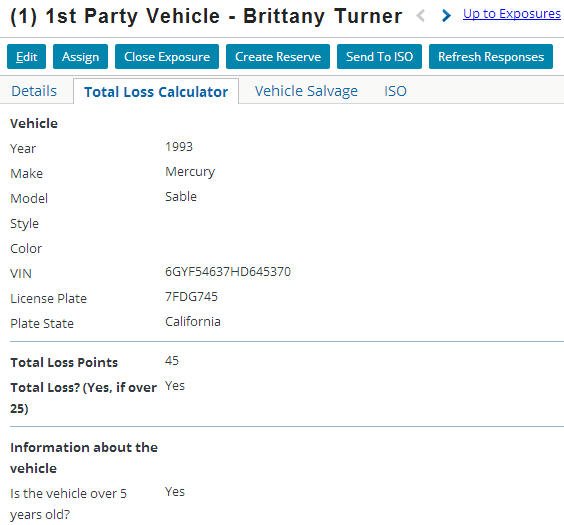 (1) 1st Party Vehicle - Brittany Turner < > Up to Exposures
Edit Assign Close Exposure Create Reserve Send To ISO Refresh Responses
Details Total Loss Calculator Vehicle Salvage ISO
Vehicle
Year 1993
Make Mercury
Model Sable
Style
Color
VIN 6GYF54637HD645370
License Plate 7FDG745
Plate State California
Total Loss Points 45
Total Loss? (Yes, if over Yes
25)
Information about the
vehicle
Is the vehicle over 5 Yes
years old?